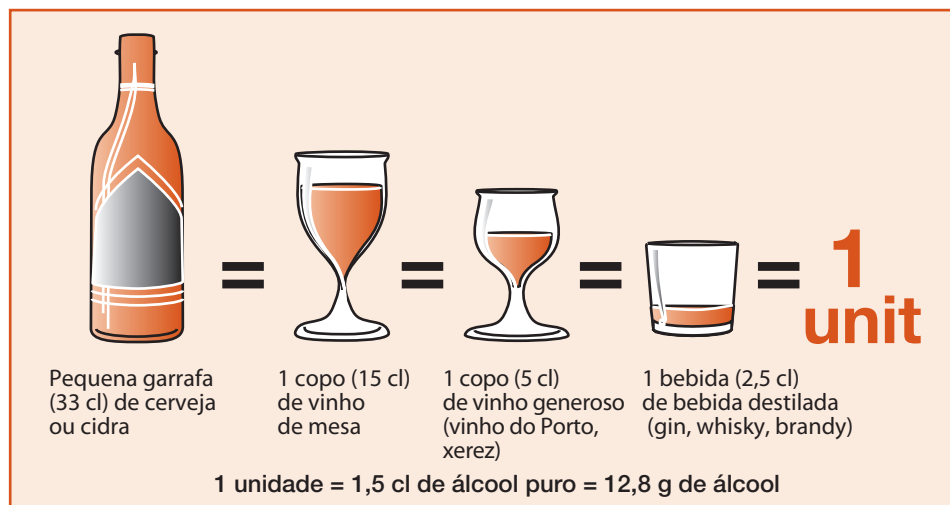 = = = = 1
unit
Pequena garrafa
(33 cl) de cerveja
ou cidra
1 copo (15 cl)
de vinho
de mesa
1 copo (5 cl)
de vinho generoso
(vinho do Porto,
xerez)
1 bebida (2,5 cl)
de bebida destilada
(gin, whisky, brandy)
1 unidade = 1,5 cl de álcool puro = 12,8 g de álcool